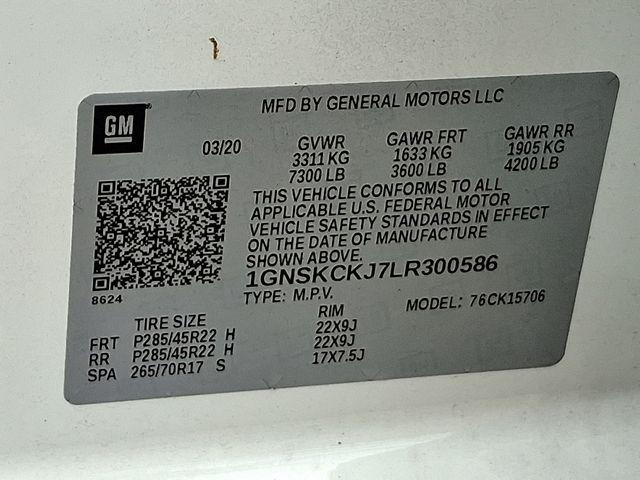 GM
MFD BY GENERAL MOTORS LLC
03/20
GVWR GAWR FRT GAWR RR
3311 KG 1633 KG 1905 KG
7300 LB 3600 LB 4200 LB
THIS VEHICLE CONFORMS TO ALL
APPLICABLE U.S. FEDERAL MOTOR
VEHICLE SAFETY STANDARDS IN EFFECT
ON THE DATE OF MANUFACTURE
SHOWN ABOVE.
1GNSKCKJ7LR300586
8624
TYPE: M.P.V. MODEL: 76CK15706
TIRE SIZE RIM
FRT P285/45R22 H 22X9J
RR P285/45R22 H 22X9J
SPA 265/70R17 S 17X7.5J